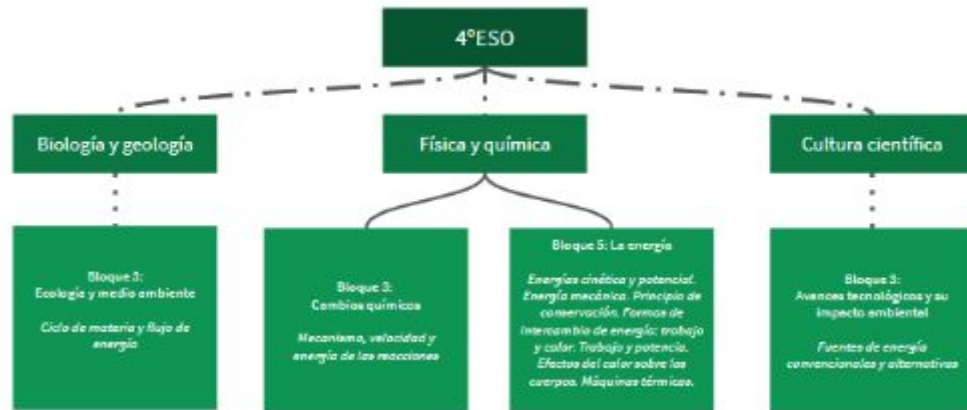 4ºESO
Biología y geología
Física y química
Cultura científica
Bloque 3:
Ecología y medio ambiente
Ciclo de materia y flujo de
energía
Bloque 3:
Cambios químicos
Mecanismo, velocidad y
energía de las reacciones
Bloque 5: La energía
Energías cinética y potencial.
Energía mecánica. Principio de
conservación. Formas de
intercambio de energía: trabajo
y calor. Trabajo y potencia.
Efectos del calor sobre los
cuerpos. Máquinas térmicas.
Bloque 3:
Avances tecnológicos y su
impacto ambiental
Fuentes de energía
convencionales y alternativas